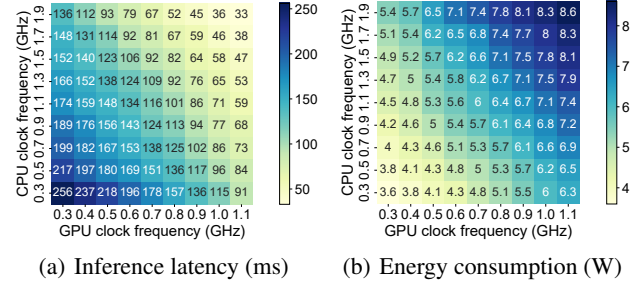 CPU clock frequency (GHz)
1.9 136 112 93 79 67 52 45 36 33
1.7 148 131 114 92 81 67 59 46 38
1.5 152 140 123 106 92 82 64 58 47
1.3 166 152 138 124 109 92 76 65 53
1.1 174 159 148 134 116 101 86 71 59
0.9 189 176 156 143 124 113 94 77 68
0.7 199 182 167 153 138 125 102 86 73
0.5 217 197 180 169 151 136 117 96 84
0.3 256 237 218 196 178 157 136 115 91
0.3 0.4 0.5 0.6 0.7 0.8 0.9 1.0 1.1
GPU clock frequency (GHz)
250
200
150
100
50
(a) Inference latency (ms)
CPU clock frequency (GHz)
1.9 5.4 5.7 6.5 7.1 7.4 7.8 8.1 8.3 8.6
1.7 5.1 5.4 6.2 6.5 6.8 7.4 7.7 8 8.3
1.5 4.9 5.2 5.7 6.2 6.6 7.1 7.5 7.8 8.1
1.3 4.7 5 5.4 5.8 6.2 6.7 7.1 7.5 7.9
1.1 4.5 4.8 5.3 5.6 6 6.4 6.7 7.1 7.4
0.9 4.2 4.6 5 5.4 5.7 6.1 6.4 6.8 7.2
0.7 4 4.3 4.6 5.1 5.3 5.7 6.1 6.6 6.9
0.5 3.8 4.1 4.3 4.8 5 5.3 5.7 6.2 6.5
0.3 3.6 3.8 4.1 4.3 4.8 5.1 5.5 6 6.3
0.3 0.4 0.5 0.6 0.7 0.8 0.9 1.0 1.1
GPU clock frequency (GHz)
8
7
6
5
4
(b) Energy consumption (W)